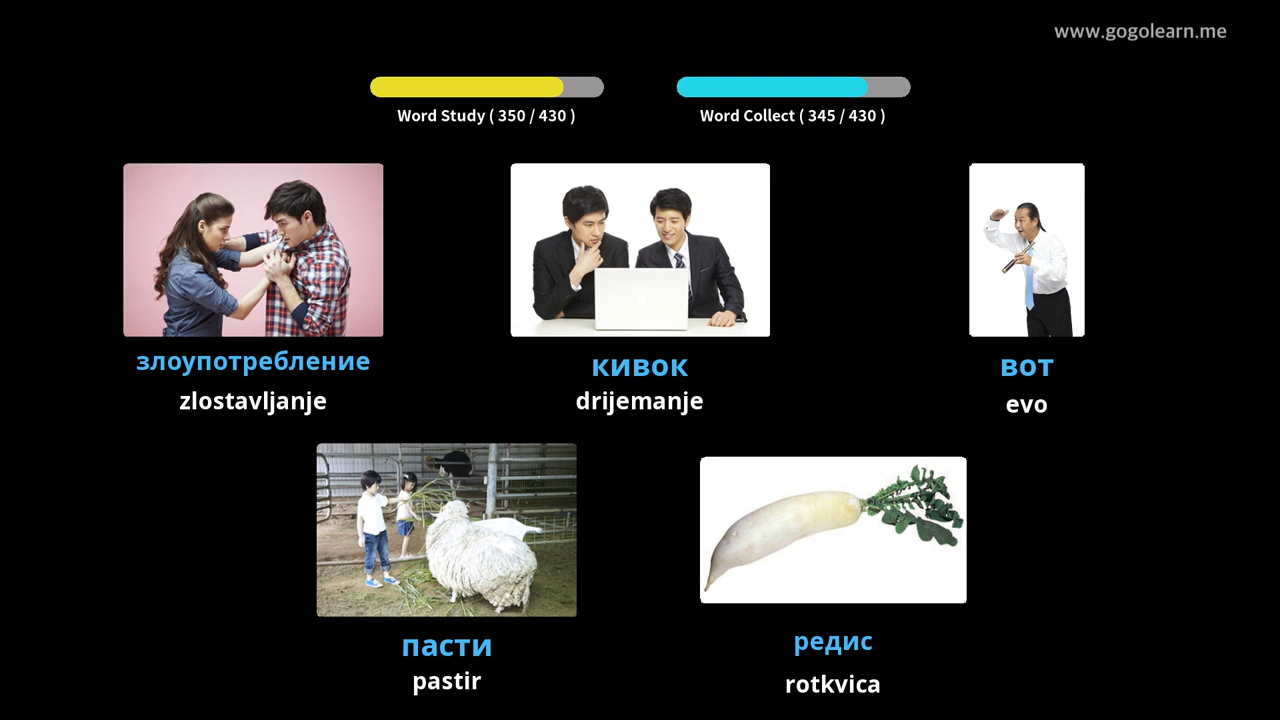 www.gogolearn.me
Word Study ( 350 / 430 )
Word Collect ( 345 / 430 )
злоупотребление
zlostavljanje
кивок
drijemanje
вот
evo
пасти
pastir
редис
rotkvica